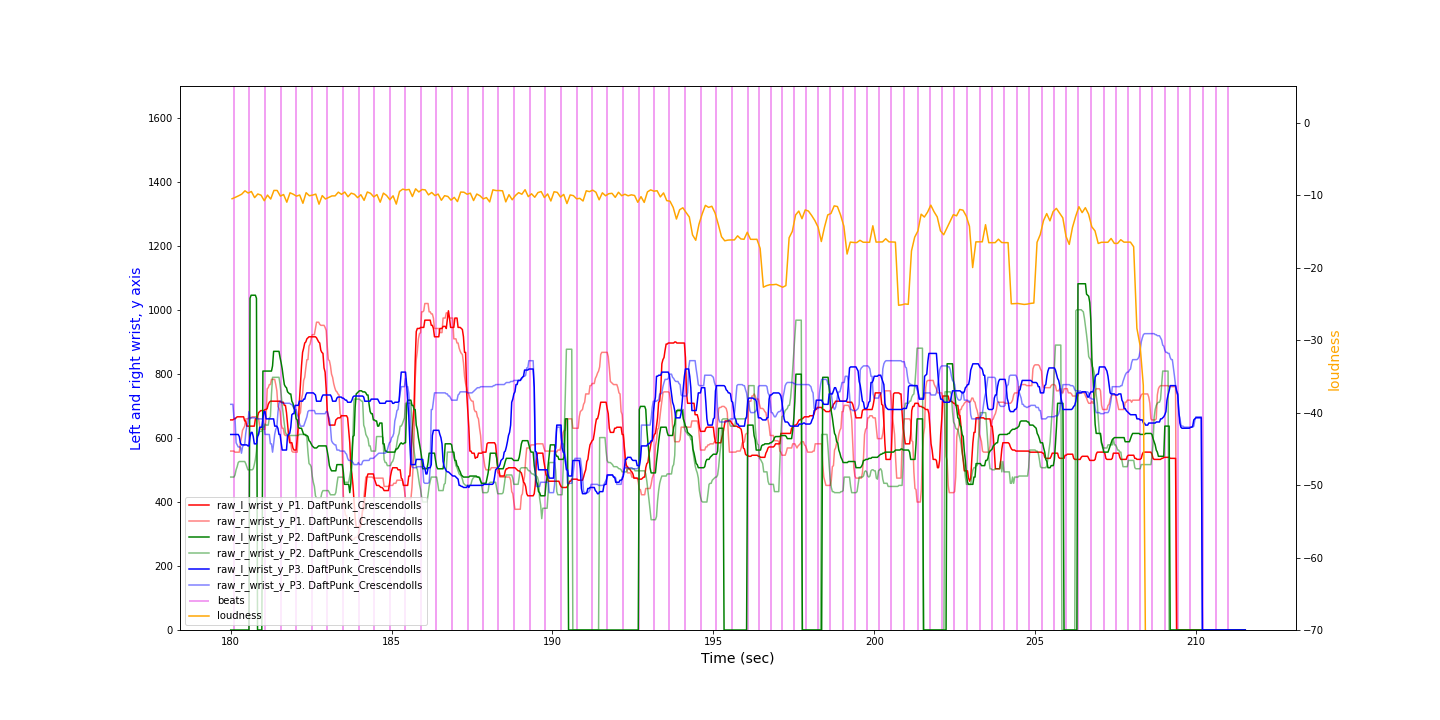 1600
1400
1200
1000
800
600
400
200
0
Left and right wrist, y axis
0
−10
−20
−30
−40
−50
−60
−70
loudness
raw_l_wrist_y_P1. DaftPunk_Crescendolls
raw_r_wrist_y_P1. DaftPunk_Crescendolls
raw_l_wrist_y_P2. DaftPunk_Crescendolls
raw_r_wrist_y_P2. DaftPunk_Crescendolls
raw_l_wrist_y_P3. DaftPunk_Crescendolls
raw_r_wrist_y_P3. DaftPunk_Crescendolls
beats
loudness
180 185 190 195 200 205 210
Time (sec)